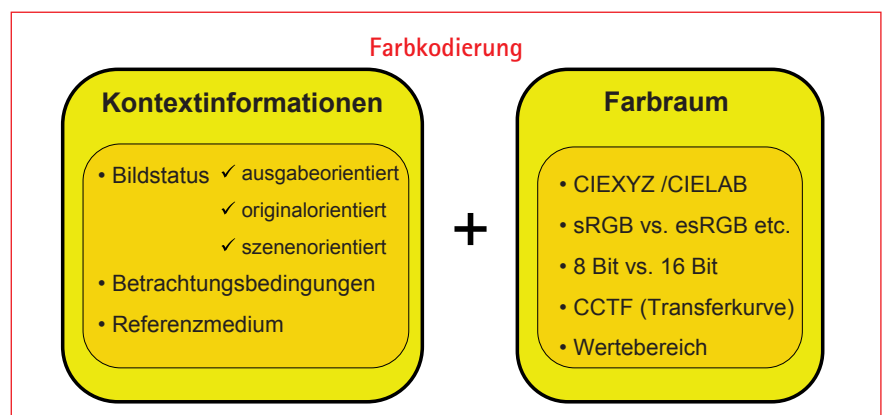 Farbkodierung
Kontextinformationen
• Bildstatus ✓ ausgabeorientiert
✓ originalorientiert
✓ szenenorientiert
• Betrachtungsbedingungen
• Referenzmedium
+
Farbraum
• CIEXYZ /CIELAB
• sRGB vs. esRGB etc.
• 8 Bit vs. 16 Bit
• CCTF (Transferkurve)
• Wertebereich